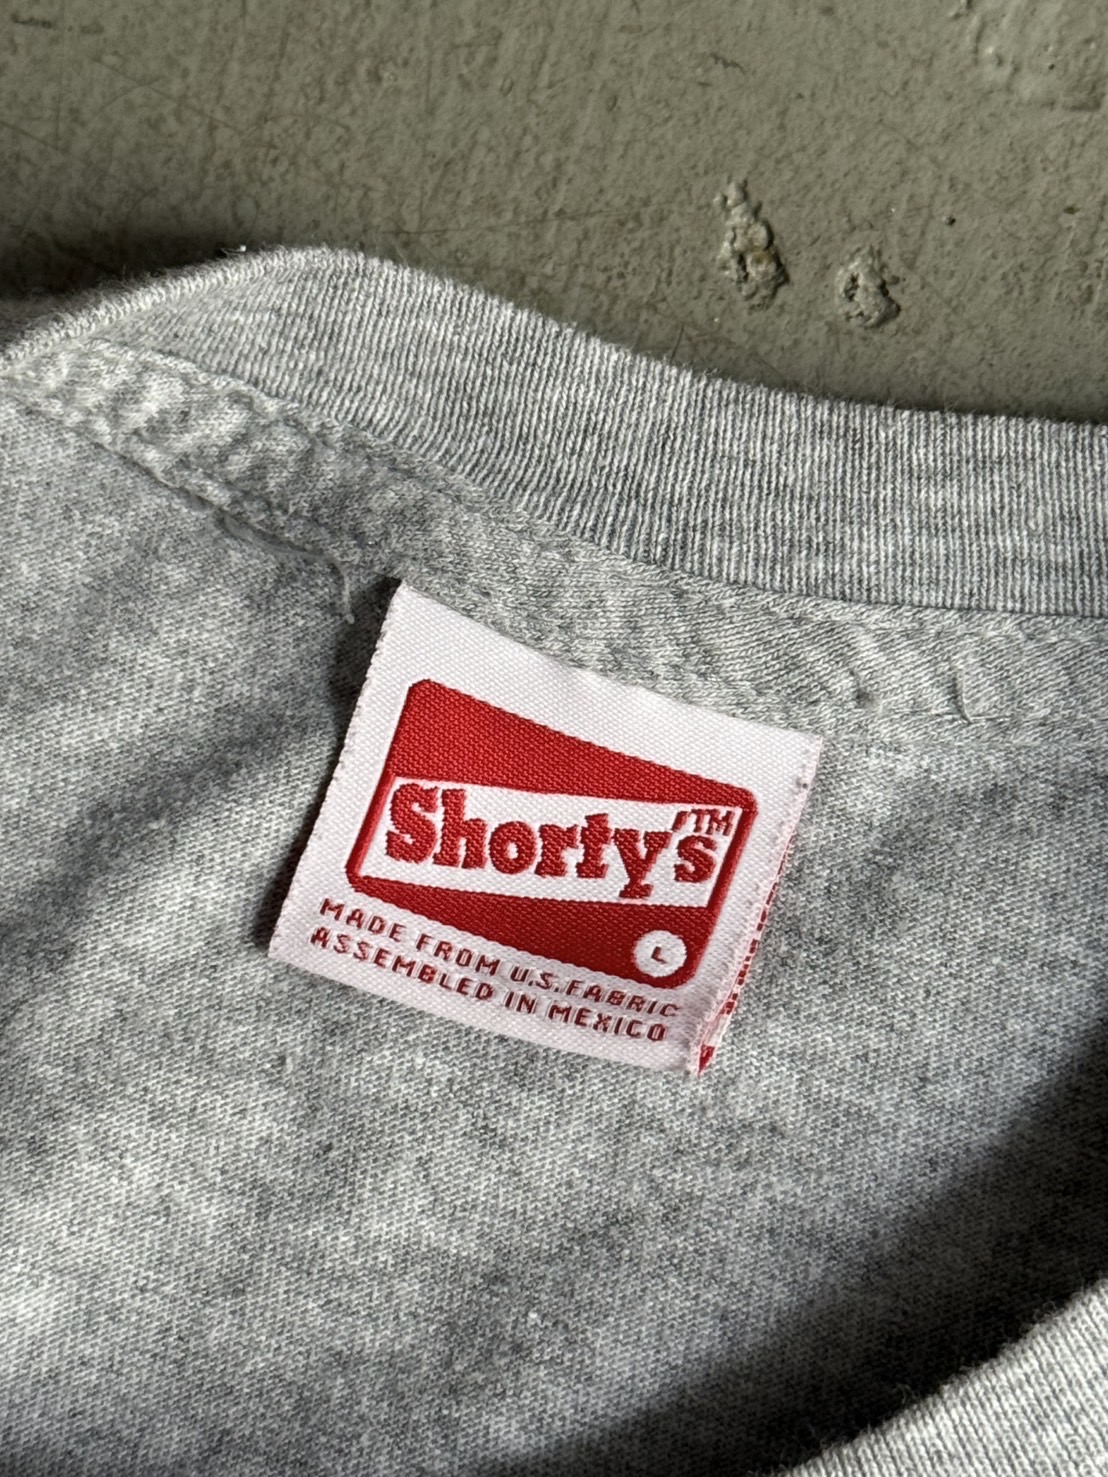 Shorty's™
L
MADE FROM U.S. FABRIC
ASSEMBLED IN MEXICO